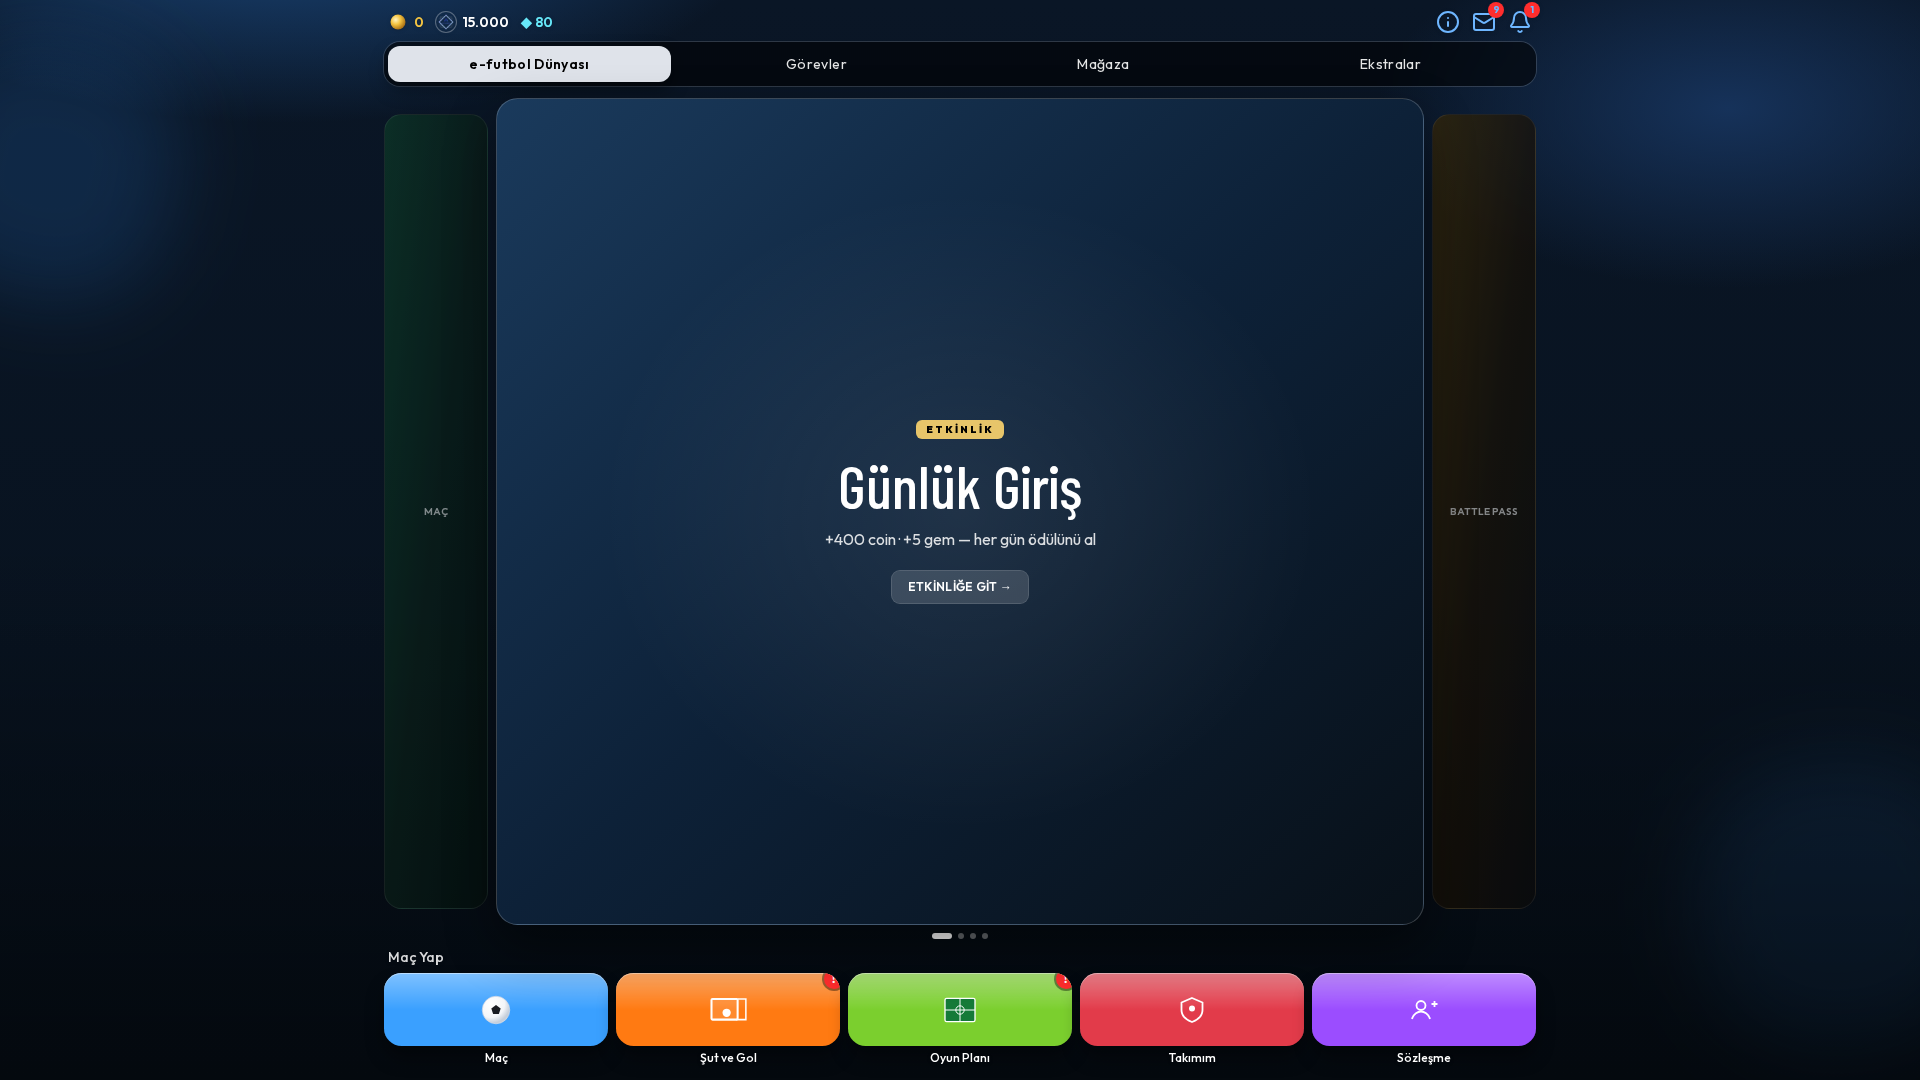 0 15.000 80
9 1
e-futbol Dünyası Görevler Mağaza Ekstralar
MAÇ
ETKİNLİK
Günlük Giriş
+400 coin · +5 gem — her gün ödülünü al
ETKİNLİĞE GİT →
BATTLE PASS
Maç Yap
Maç Şut ve Gol Oyun Planı Takımım Sözleşme